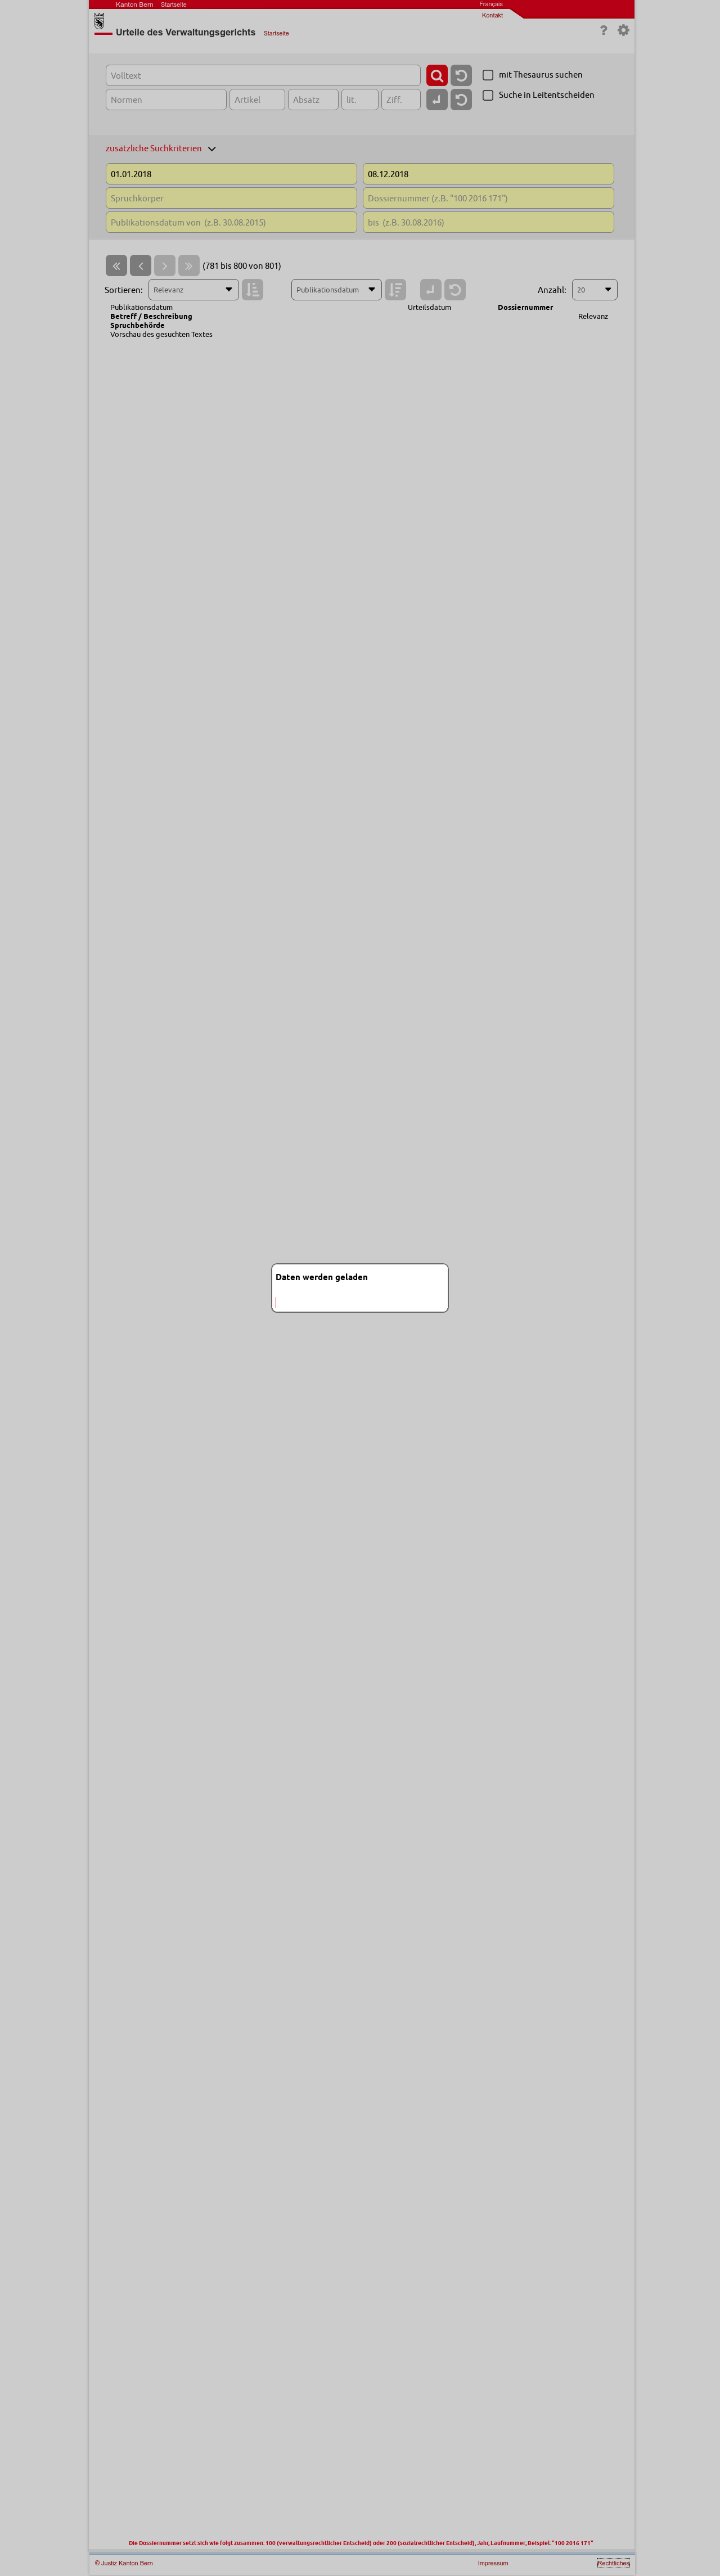 Kanton Bern Startseite Français
Kontakt
Urteile des Verwaltungsgerichts Startseite ?
Volltext mit Thesaurus suchen
Normen Artikel Absatz lit. Ziff. Suche in Leitentscheiden
zusätzliche Suchkriterien
01.01.2018 08.12.2018
Spruchkörper Dossiernummer (z.B. "100 2016 171")
Publikationsdatum von (z.B. 30.08.2015) bis (z.B. 30.08.2016)
(781 bis 800 von 801)
Sortieren: Relevanz Publikationsdatum Anzahl: 20
Publikationsdatum Urteilsdatum Dossiernummer
Betreff / Beschreibung Relevanz
Spruchbehörde
Vorschau des gesuchten Textes
Daten werden geladen
Die Dossiernummer setzt sich wie folgt zusammen: 100 (verwaltungsrechtlicher Entscheid) oder 200 (sozialrechtlicher Entscheid), Jahr, Laufnummer; Beispiel: "100 2016 171"
© Justiz Kanton Bern Impressum Rechtliches